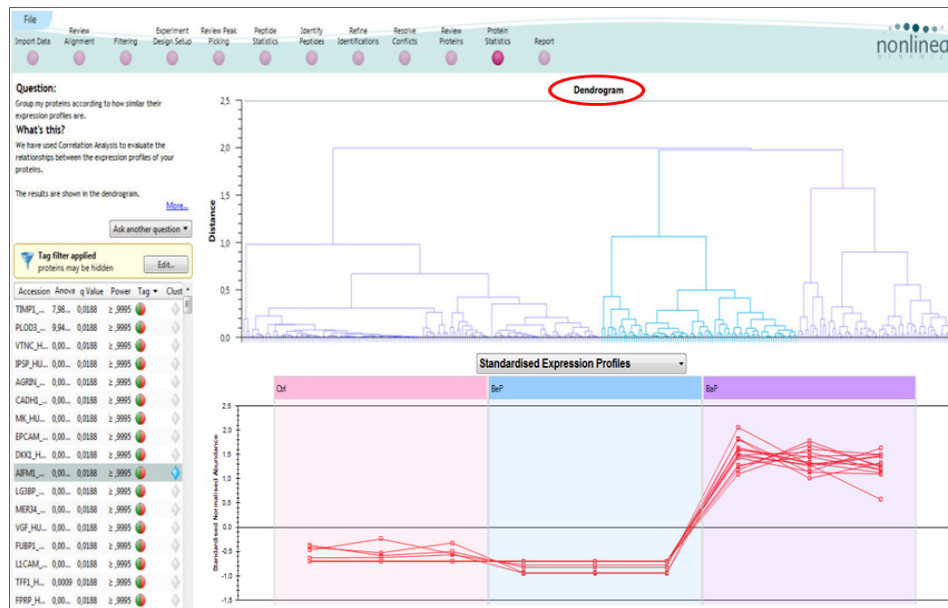 File
Import Data
Review Alignment
Filtering
Experiment Design Setup
Review Peak Picking
Peptide Statistics
Identify Peptides
Refine Identifications
Resolve Conflicts
Review Proteins
Protein Statistics
Report
nonlinear
DYNAMICS
Question:
Group my proteins according to how similar their
expression profiles are.
What's this?
We have used Correlation Analysis to evaluate the
relationships between the expression profiles of your
proteins.
The results are shown in the dendrogram.
More...
Ask another question
Tag filter applied
proteins may be hidden
Edit...
Accession Anova q Value Power Tag Clust
TIMP1_... 7,98... 0,0188 ≥ ,9995
PLOD3_... 9,94... 0,0188 ≥ ,9995
VTNC_H... 0,00... 0,0188 ≥ ,9995
IPSP_HU... 0,00... 0,0188 ≥ ,9995
AGRIN_... 0,00... 0,0188 ≥ ,9995
CADH1_... 0,00... 0,0188 ≥ ,9995
MK_HU... 0,00... 0,0188 ≥ ,9995
EPCAM_... 0,00... 0,0188 ≥ ,9995
DKK1_H... 0,00... 0,0188 ≥ ,9995
AIFM1_... 0,00... 0,0188 ≥ ,9995
LG3BP_... 0,00... 0,0188 ≥ ,9995
MER34_... 0,00... 0,0188 ≥ ,9995
VGF_HU... 0,00... 0,0188 ≥ ,9995
FUBP1_... 0,00... 0,0188 ≥ ,9995
L1CAM_... 0,00... 0,0188 ≥ ,9995
TFF1_H... 0,0009 0,0188 ≥ ,9995
FPRP_H... 0,00... 0,0188 ≥ ,9995
Dendrogram
Distance
2,5
2,0
1,5
1,0
0,5
0,0
Standardised Expression Profiles
Ctrl
BeP
BaP
Standardised Normalised Abundance
2.5
2.0
1.5
1.0
0.5
0.0
-0.5
-1.0
-1.5